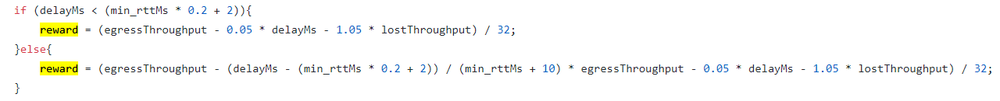 if (delayMs < (min_rttMs * 0.2 + 2)){
    reward = (egressThroughput - 0.05 * delayMs - 1.05 * lostThroughput) / 32;
}else{
    reward = (egressThroughput - (delayMs - (min_rttMs * 0.2 + 2)) / (min_rttMs + 10) * egressThroughput - 0.05 * delayMs - 1.05 * lostThroughput) / 32;
}